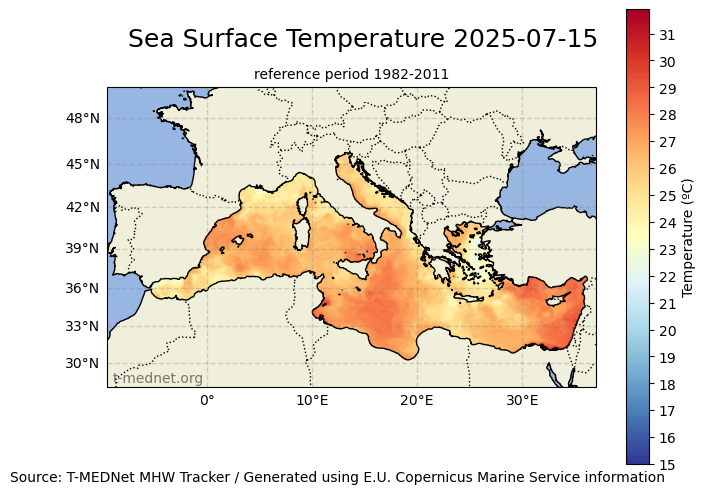 Sea Surface Temperature 2025-07-15
reference period 1982-2011
48°N
45°N
42°N
39°N
36°N
33°N
30°N
t-mednet.org
0°
10°E
20°E
30°E
31
30
29
28
27
26
25
24
23
22
21
20
19
18
17
16
15
Temperature (ºC)
Source: T-MEDNet MHW Tracker / Generated using E.U. Copernicus Marine Service information